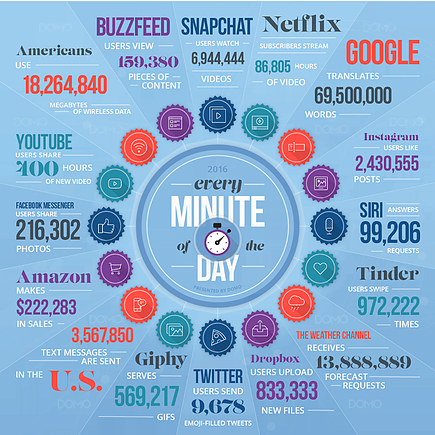 BUZZFEED
USERS VIEW
159,380
PIECES OF
CONTENT
SNAPCHAT
USERS WATCH
6,944,444
VIDEOS
Netflix
SUBSCRIBERS STREAM
86,805 HOURS
OF VIDEO
GOOGLE
TRANSLATES
69,500,000
WORDS
Americans
USE
18,264,840
MEGABYTES
OF WIRELESS DATA
YOUTUBE
USERS SHARE
400 HOURS
OF NEW VIDEO
Instagram
USERS LIKE
2,430,555
POSTS
2016
every
MINUTE
of the
DAY
PRESENTED BY DOMO
FACEBOOK MESSENGER
USERS SHARE
216,302
PHOTOS
SIRI ANSWERS
99,206
REQUESTS
Amazon
MAKES
$222,283
IN SALES
Tinder
USERS SWIPE
972,222
TIMES
3,567,850
TEXT MESSAGES
ARE SENT
IN THE U.S.
Giphy
SERVES
569,217
GIFS
TWITTER
USERS SEND
9,678
EMOJI-FILLED TWEETS
Dropbox
USERS UPLOAD
833,333
NEW FILES
THE WEATHER CHANNEL
RECEIVES
13,888,889
FORECAST
REQUESTS
DOMO
DOMO
DOMO